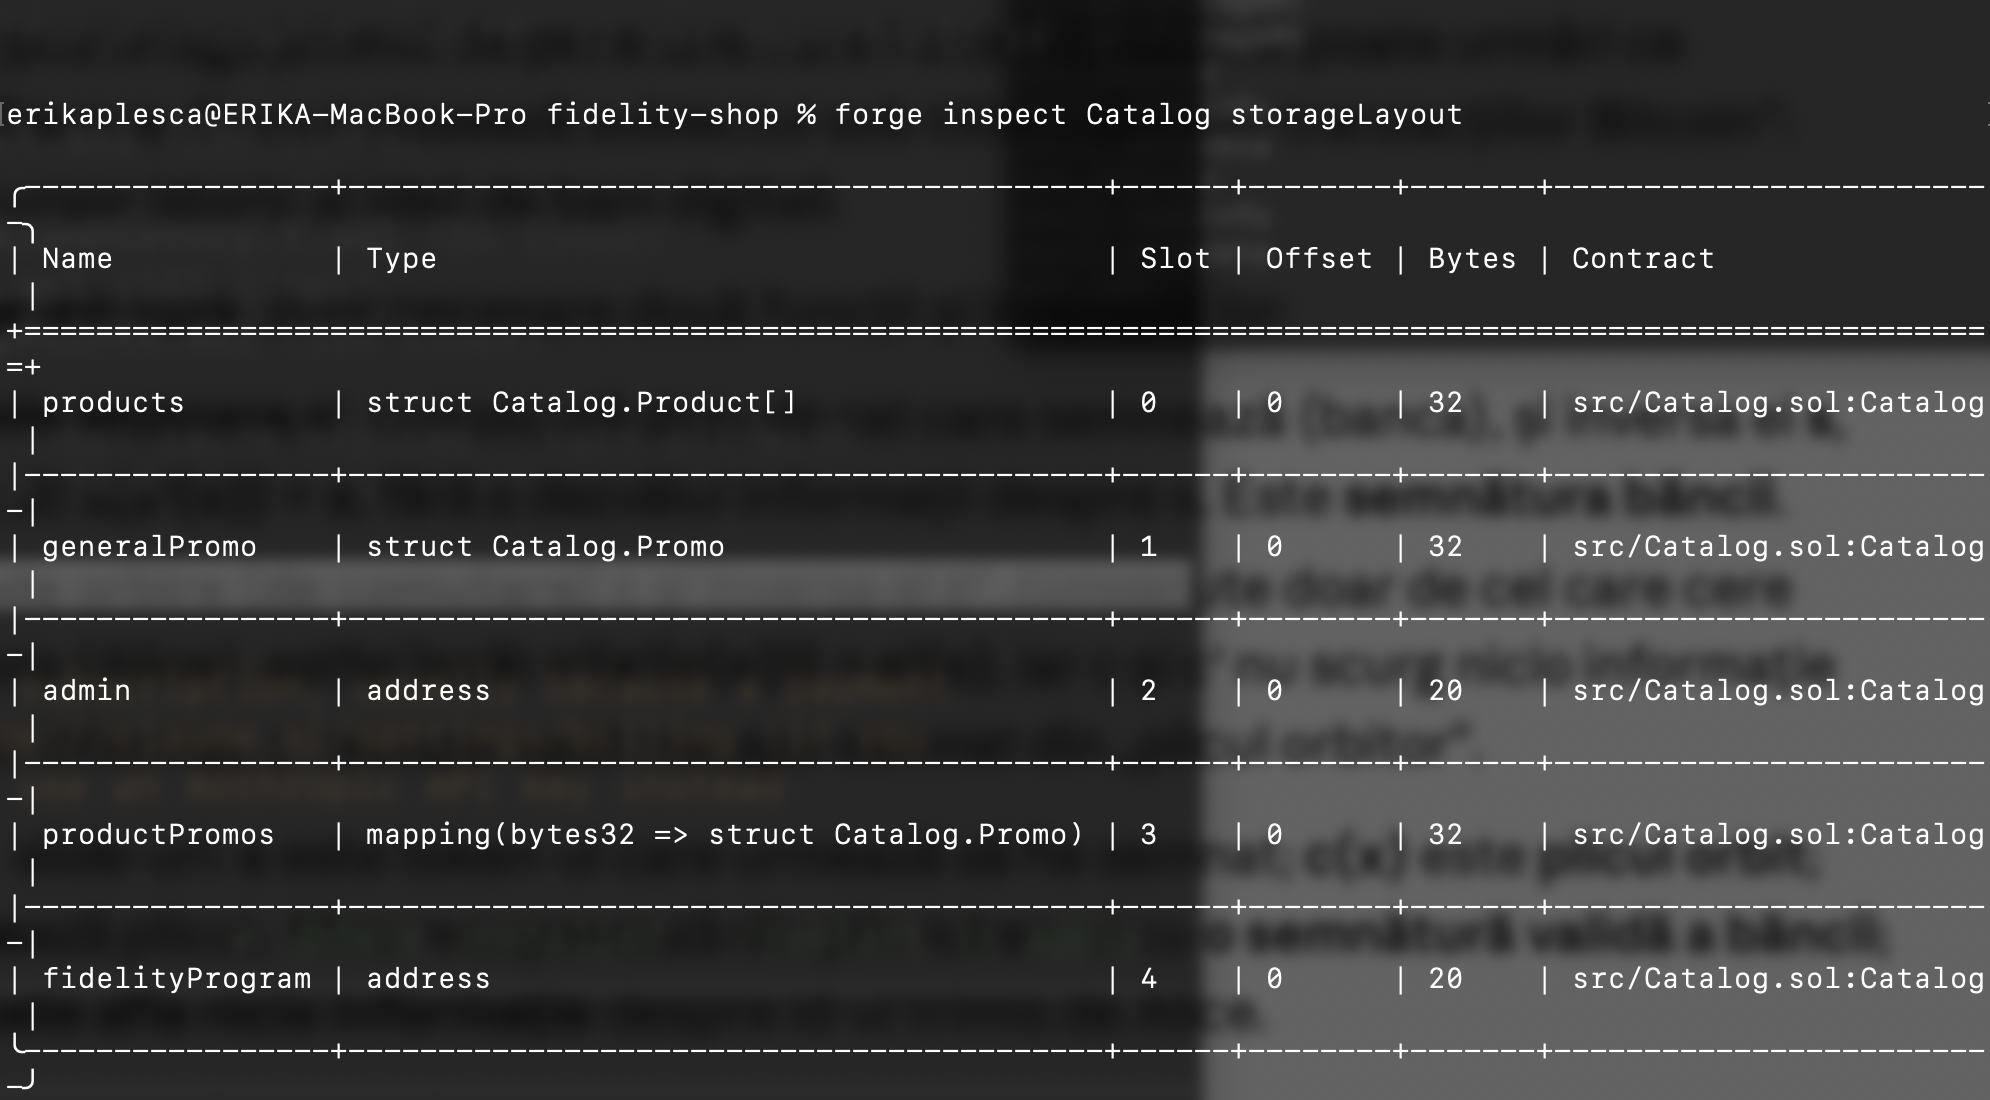 erikaplesca@ERIKA-MacBook-Pro fidelity-shop % forge inspect Catalog storageLayout
| Name | Type | Slot | Offset | Bytes | Contract |
| products | struct Catalog.Product[] | 0 | 0 | 32 | src/Catalog.sol:Catalog |
| generalPromo | struct Catalog.Promo | 1 | 0 | 32 | src/Catalog.sol:Catalog |
| admin | address | 2 | 0 | 20 | src/Catalog.sol:Catalog |
| productPromos | mapping(bytes32 => struct Catalog.Promo) | 3 | 0 | 32 | src/Catalog.sol:Catalog |
| fidelityProgram | address | 4 | 0 | 20 | src/Catalog.sol:Catalog |